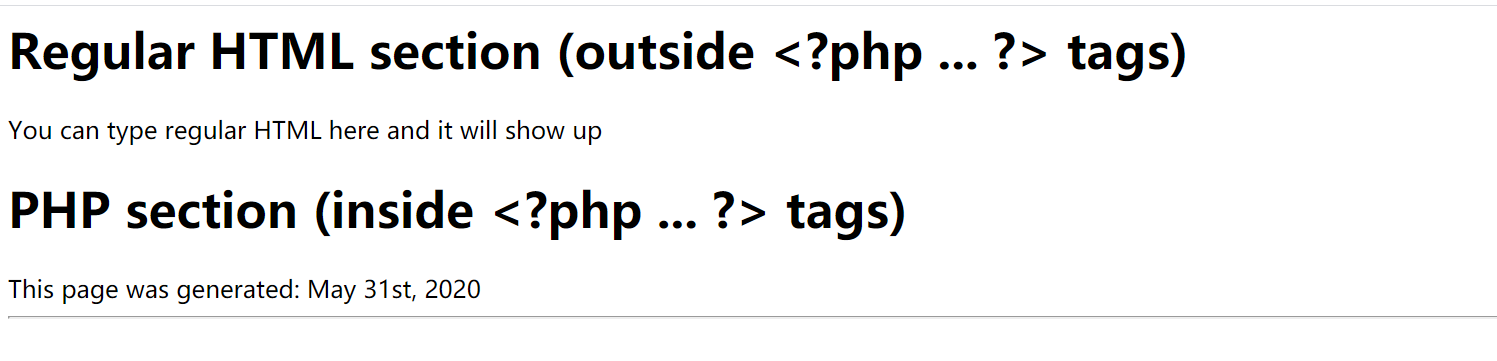 Regular HTML section (outside <?php ... ?> tags)
You can type regular HTML here and it will show up
PHP section (inside <?php ... ?> tags)
This page was generated: May 31st, 2020